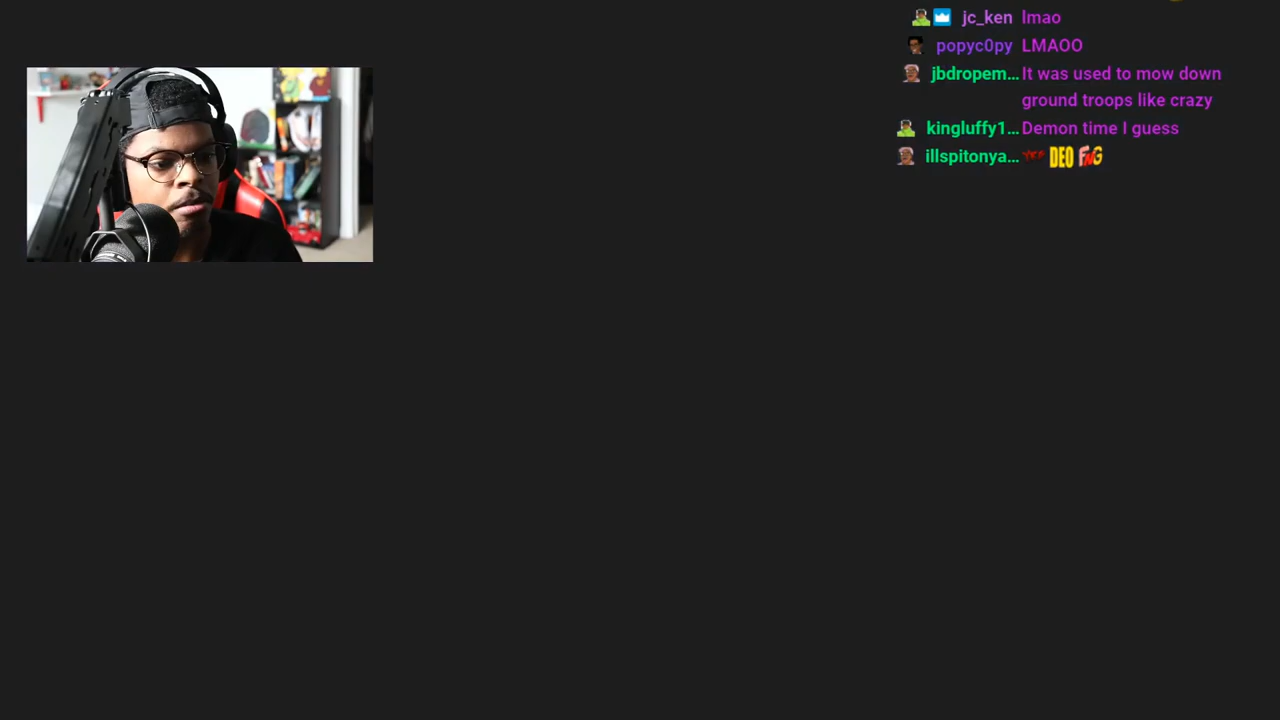 jc_ken lmao
popyc0py LMAOO
jbdropem... It was used to mow down
ground troops like crazy
kingluffy1... Demon time I guess
illspitonya... DEO